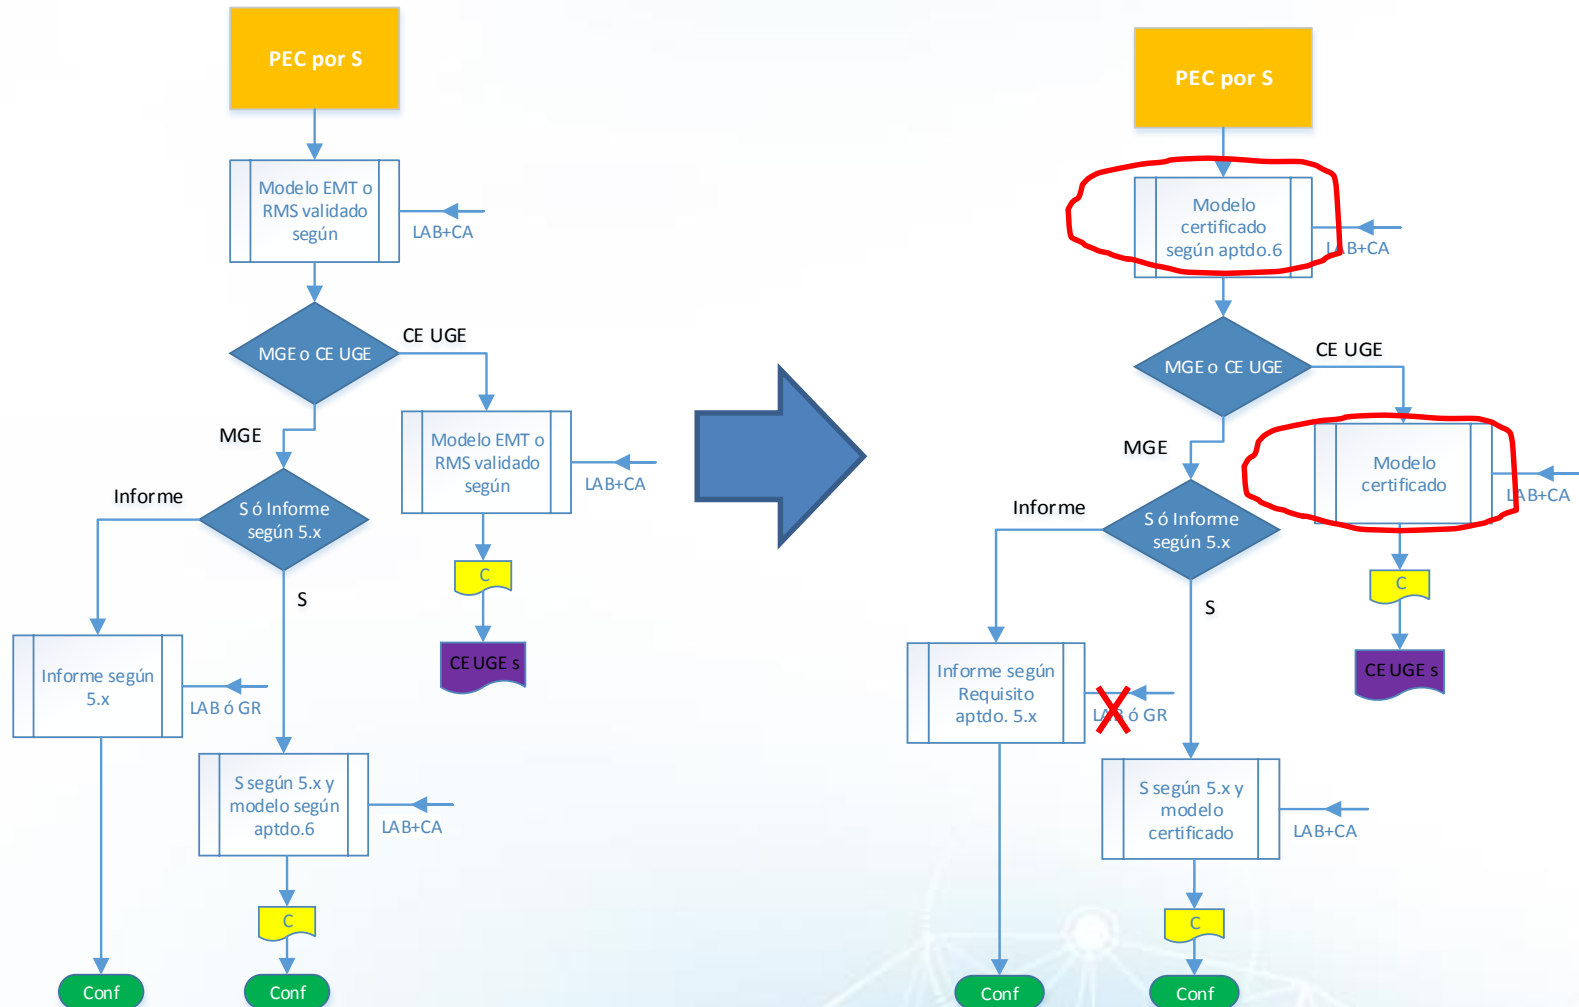 PEC por S
Modelo EMT o
RMS validado
según
LAB+CA
MGE o CE UGE
CE UGE
MGE
Modelo EMT o
RMS validado
según
LAB+CA
Informe
S ó Informe
según 5.x
C
S
CE UGE s
Informe según
5.x
LAB ó GR
S según 5.x y
modelo según
aptdo.6
LAB+CA
C
Conf
Conf
PEC por S
Modelo
certificado
según aptdo.6
LAB+CA
MGE o CE UGE
CE UGE
MGE
Modelo
certificado
LAB+CA
Informe
S ó Informe
según 5.x
C
S
CE UGE s
Informe según
Requisito
aptdo. 5.x
LAB ó GR
S según 5.x y
modelo
certificado
LAB+CA
C
Conf
Conf